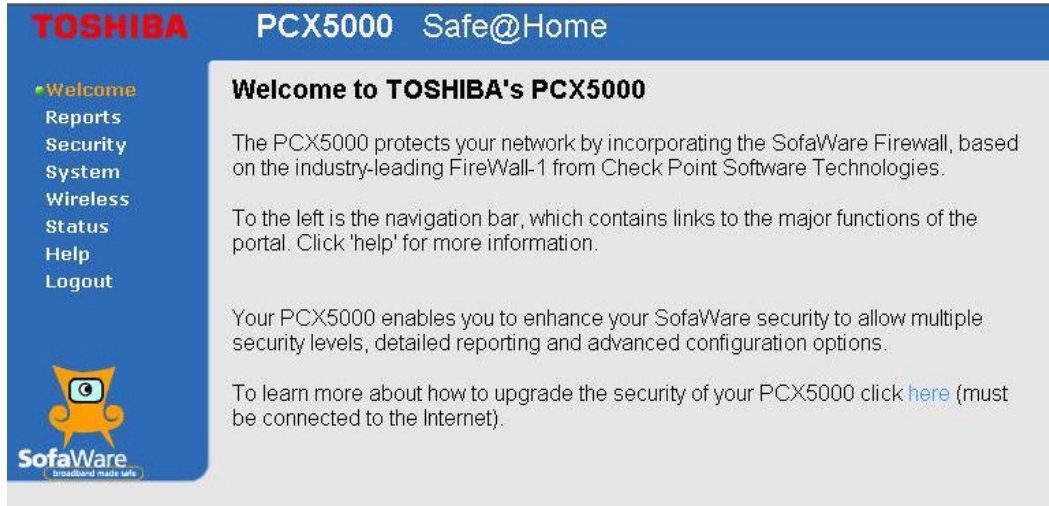 TOSHIBA PCX5000 Safe@Home
Welcome
Reports
Security
System
Wireless
Status
Help
Logout
Welcome to TOSHIBA's PCX5000
The PCX5000 protects your network by incorporating the SofaWare Firewall, based
on the industry-leading FireWall-1 from Check Point Software Technologies.
To the left is the navigation bar, which contains links to the major functions of the
portal. Click 'help' for more information.
Your PCX5000 enables you to enhance your SofaWare security to allow multiple
security levels, detailed reporting and advanced configuration options.
To learn more about how to upgrade the security of your PCX5000 click here (must
be connected to the Internet).
SofaWare
broadband made safe